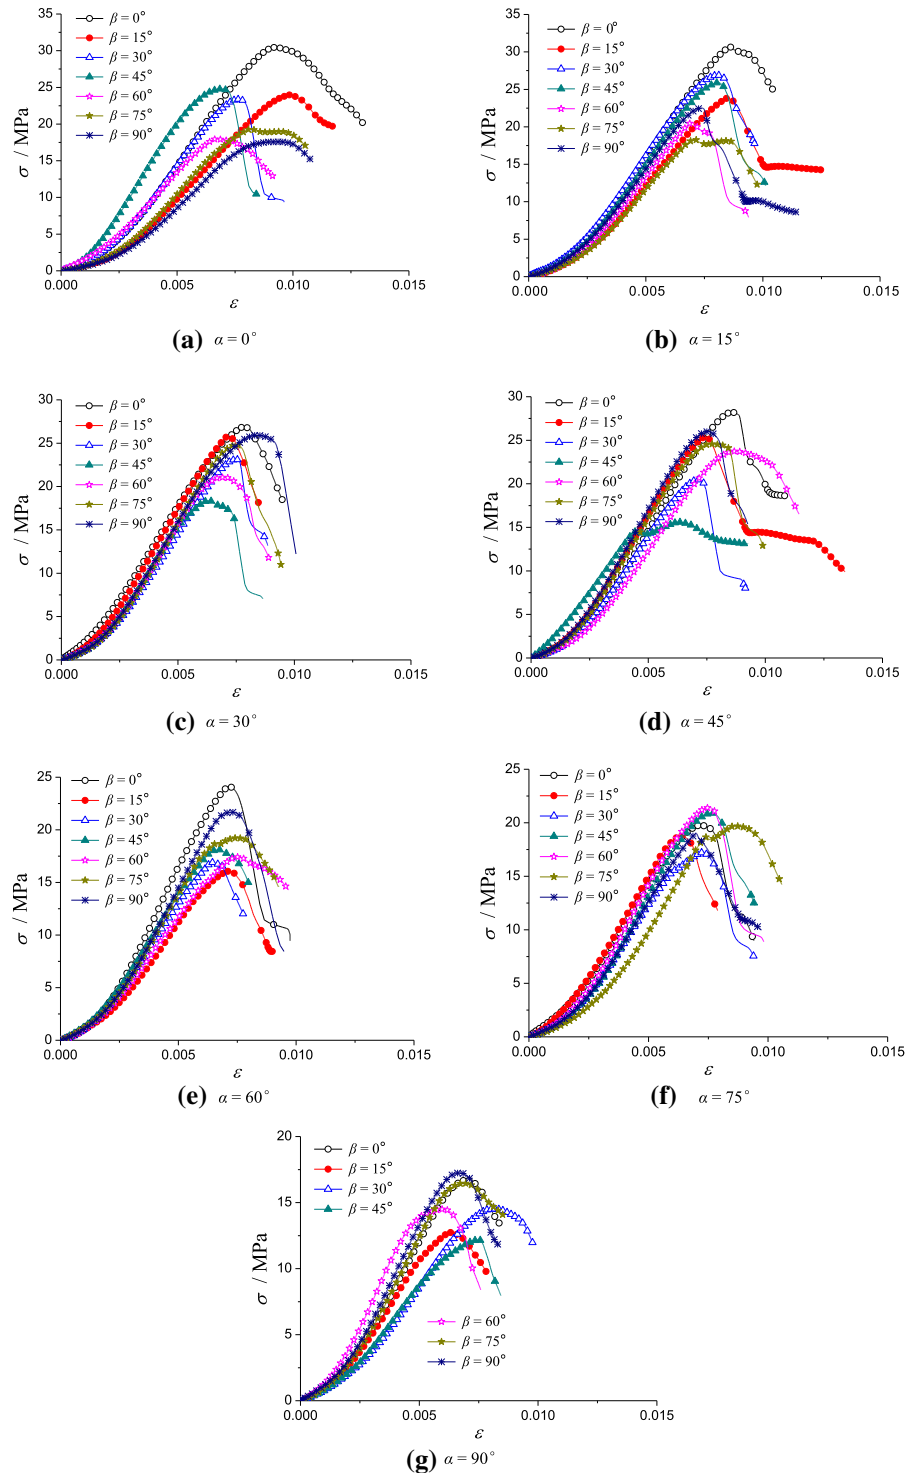 35
30
25
20
15
10
5
0
σ / MPa
β = 0°
β = 15°
β = 30°
β = 45°
β = 60°
β = 75°
β = 90°
0.000 0.005 0.010 0.015
ε
(a) α = 0°
35
30
25
20
15
10
5
0
σ / MPa
β = 0°
β = 15°
β = 30°
β = 45°
β = 60°
β = 75°
β = 90°
0.000 0.005 0.010 0.015
ε
(b) α = 15°
30
25
20
15
10
5
0
σ / MPa
β = 0°
β = 15°
β = 30°
β = 45°
β = 60°
β = 75°
β = 90°
0.000 0.005 0.010 0.015
ε
(c) α = 30°
30
25
20
15
10
5
0
σ / MPa
β = 0°
β = 15°
β = 30°
β = 45°
β = 60°
β = 75°
β = 90°
0.000 0.005 0.010 0.015
ε
(d) α = 45°
25
20
15
10
5
0
σ / MPa
β = 0°
β = 15°
β = 30°
β = 45°
β = 60°
β = 75°
β = 90°
0.000 0.005 0.010 0.015
ε
(e) α = 60°
25
20
15
10
5
0
σ / MPa
β = 0°
β = 15°
β = 30°
β = 45°
β = 60°
β = 75°
β = 90°
0.000 0.005 0.010 0.015
ε
(f) α = 75°
20
15
10
5
0
σ / MPa
β = 0°
β = 15°
β = 30°
β = 45°
β = 60°
β = 75°
β = 90°
0.000 0.005 0.010 0.015
ε
(g) α = 90°